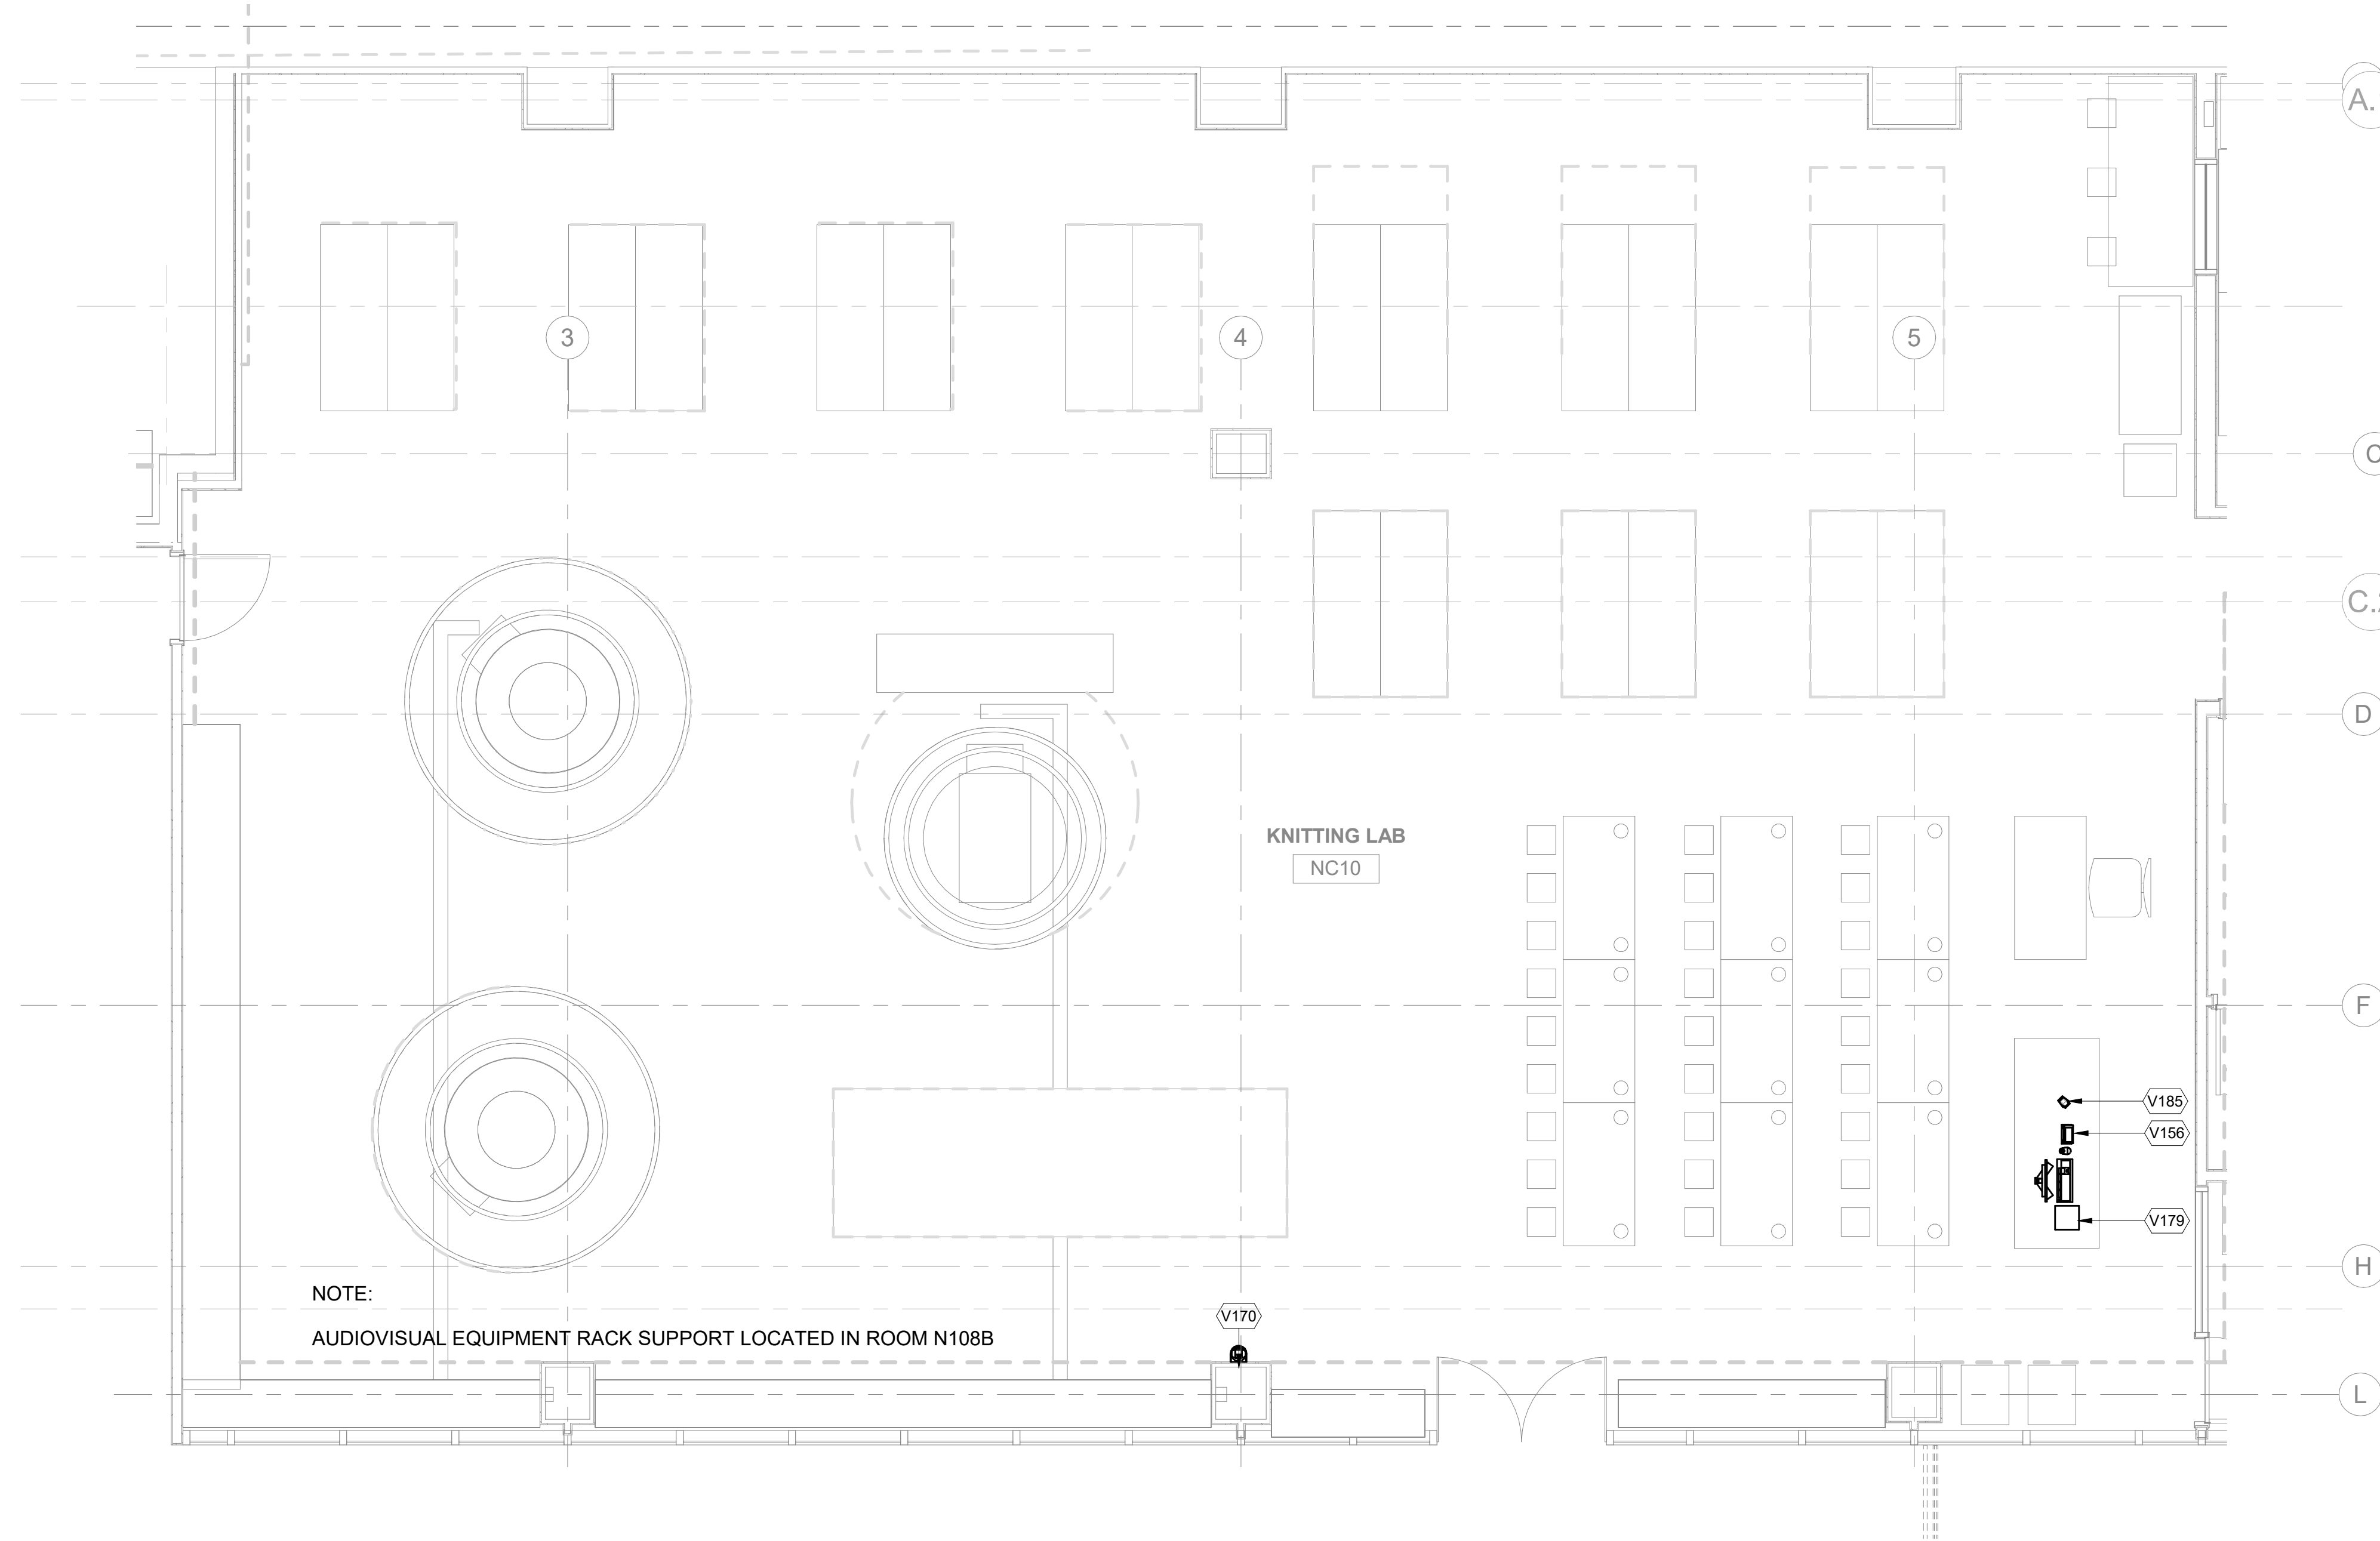 A.
3
4
5
C
C.
D
KNITTING LAB
NC10
F
V185
V156
V179
H
NOTE:
V170
AUDIOVISUAL EQUIPMENT RACK SUPPORT LOCATED IN ROOM N108B
L